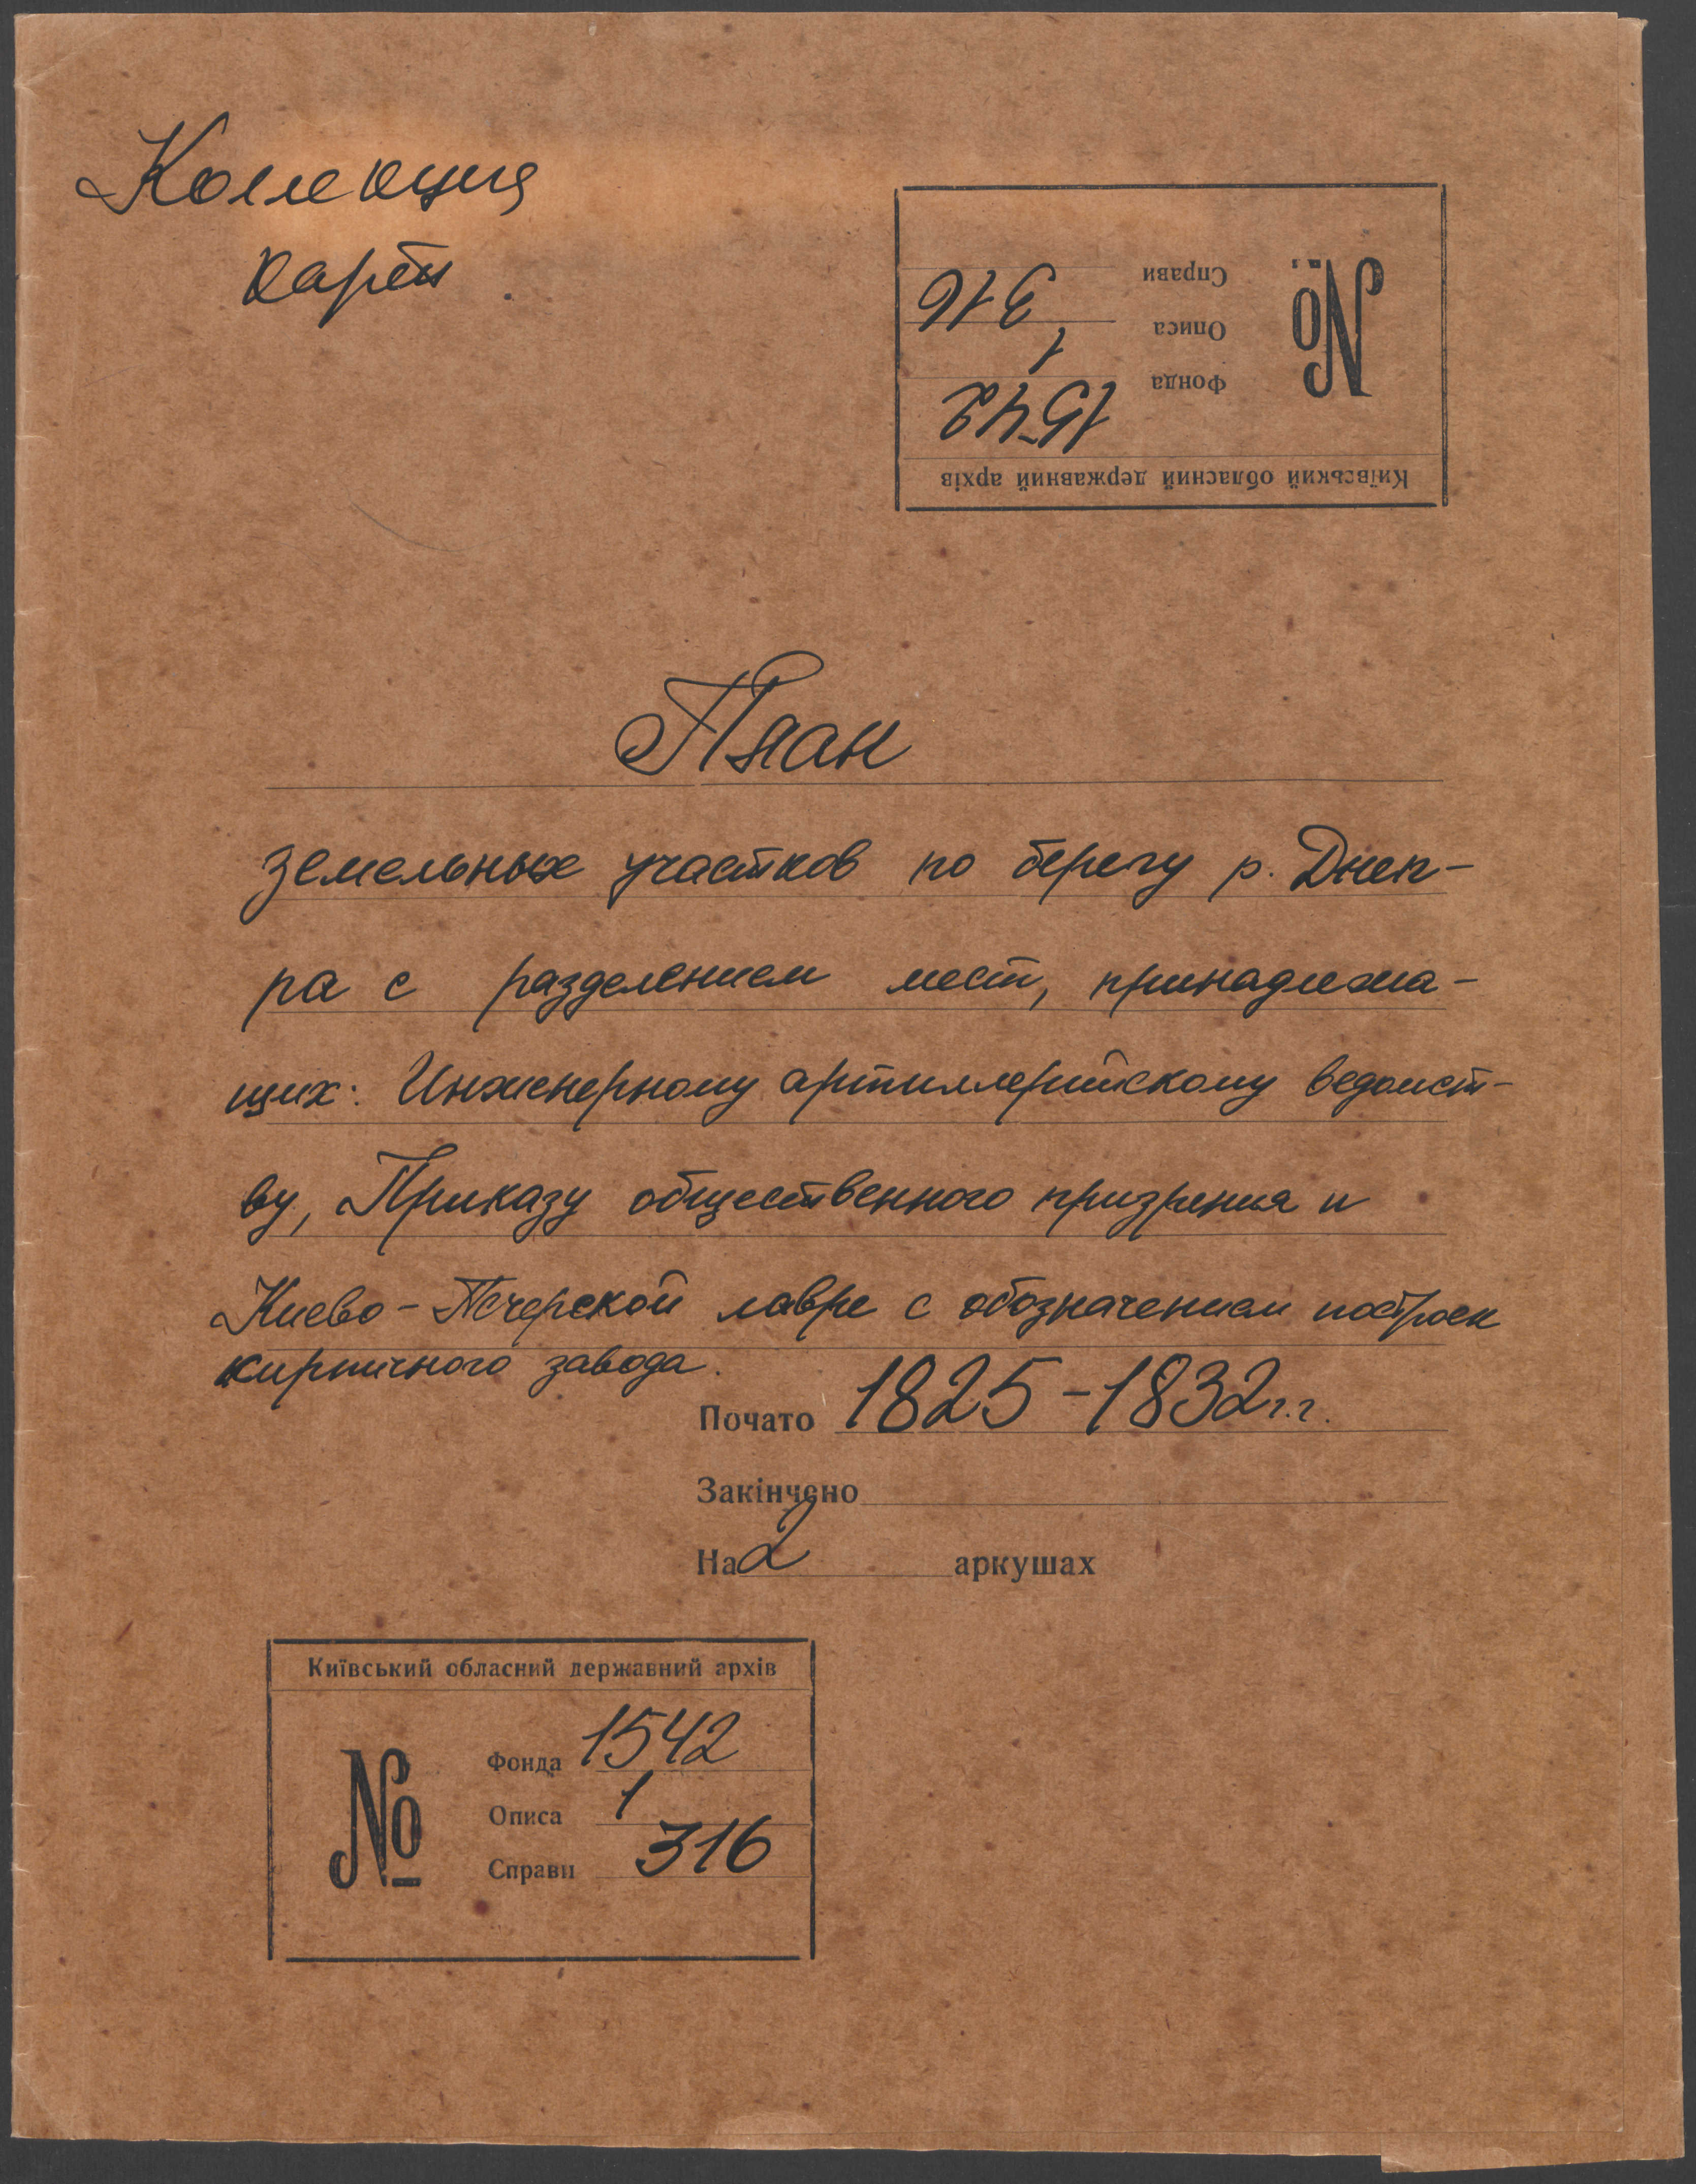 Коллекция
карт
№
Справи 316
Описа 1
Фонда 1542
Київський обласний державний архів
План
земельных участков по берегу р. Днеп-
ра с разделением мест, принадлежа-
щих: Инженерному артиллерийскому ведомст-
ву, Приказу общественного призрения и
Киево-Печерской лавре с обозначением построек
кирпичного завода.
Почато 1825-1832 г.г.
Закінчено
На 2 аркушах
Київський обласний державний архів
№
Фонда 1542
Описа 1
Справи 316